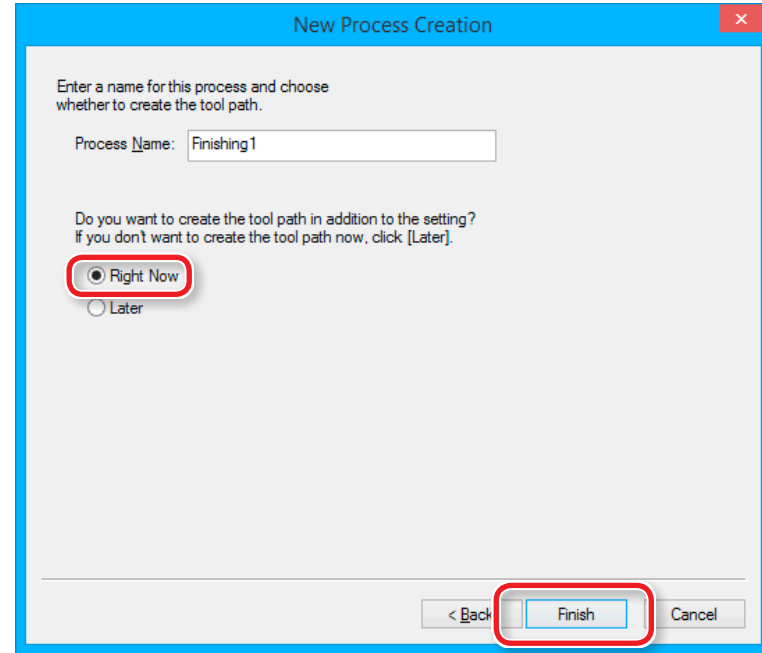 New Process Creation
Enter a name for this process and choose
whether to create the tool path.
Process Name: Finishing1
Do you want to create the tool path in addition to the setting?
If you don't want to create the tool path now, click [Later].
Right Now
Later
< Back Finish Cancel